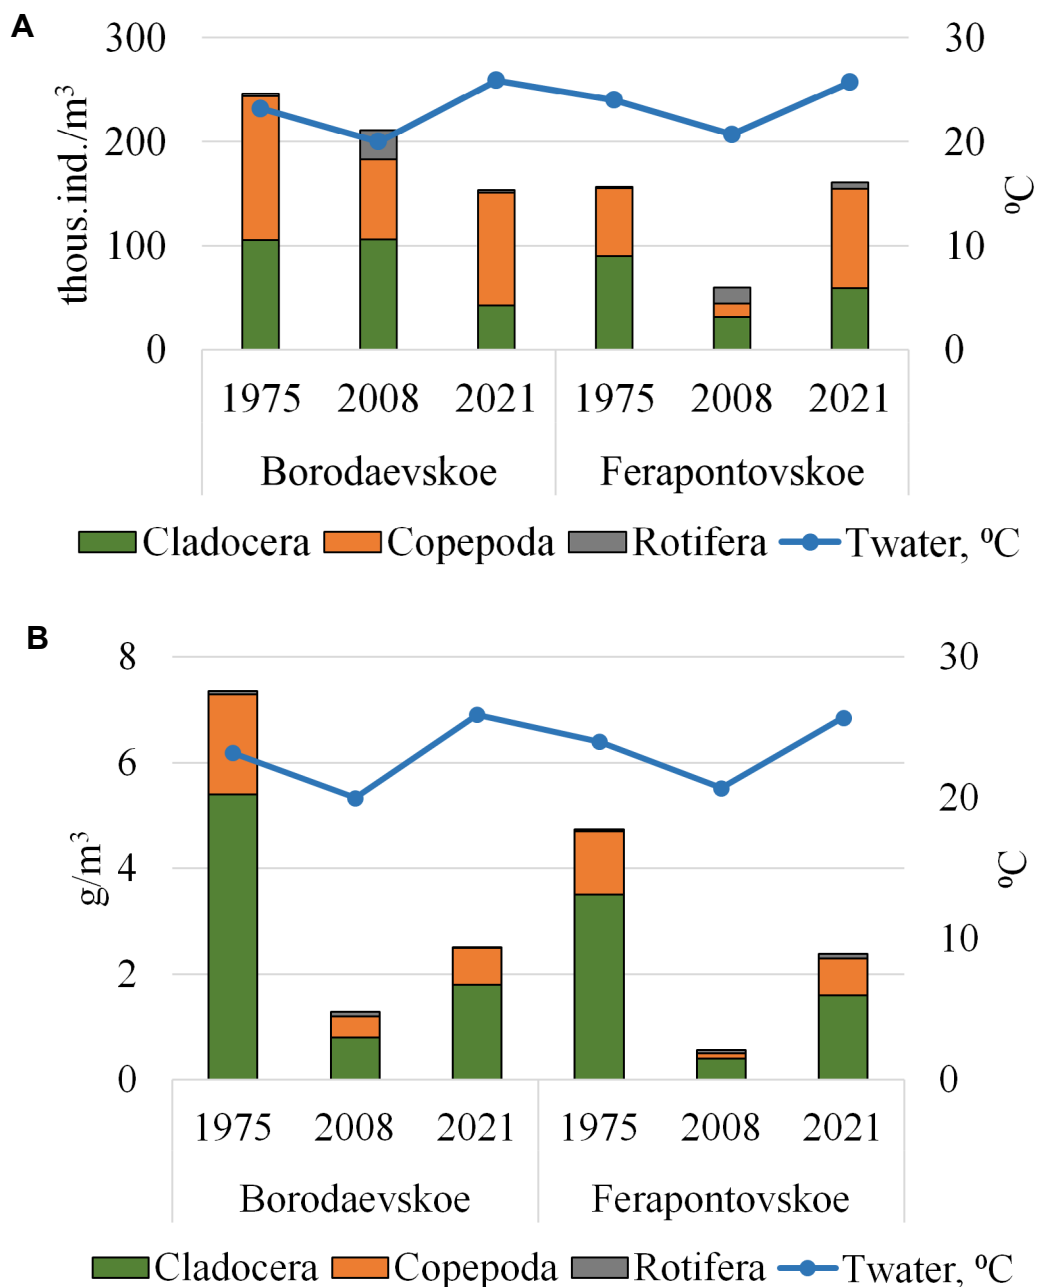 A
300
200
100
0
thous.ind./m³
30
20
10
0
ºC
1975 2008 2021 1975 2008 2021
Borodaevskoe Ferapontovskoe
Cladocera Copepoda Rotifera Twater, ºC
B
8
6
4
2
0
g/m³
30
20
10
0
ºC
1975 2008 2021 1975 2008 2021
Borodaevskoe Ferapontovskoe
Cladocera Copepoda Rotifera Twater, ºC